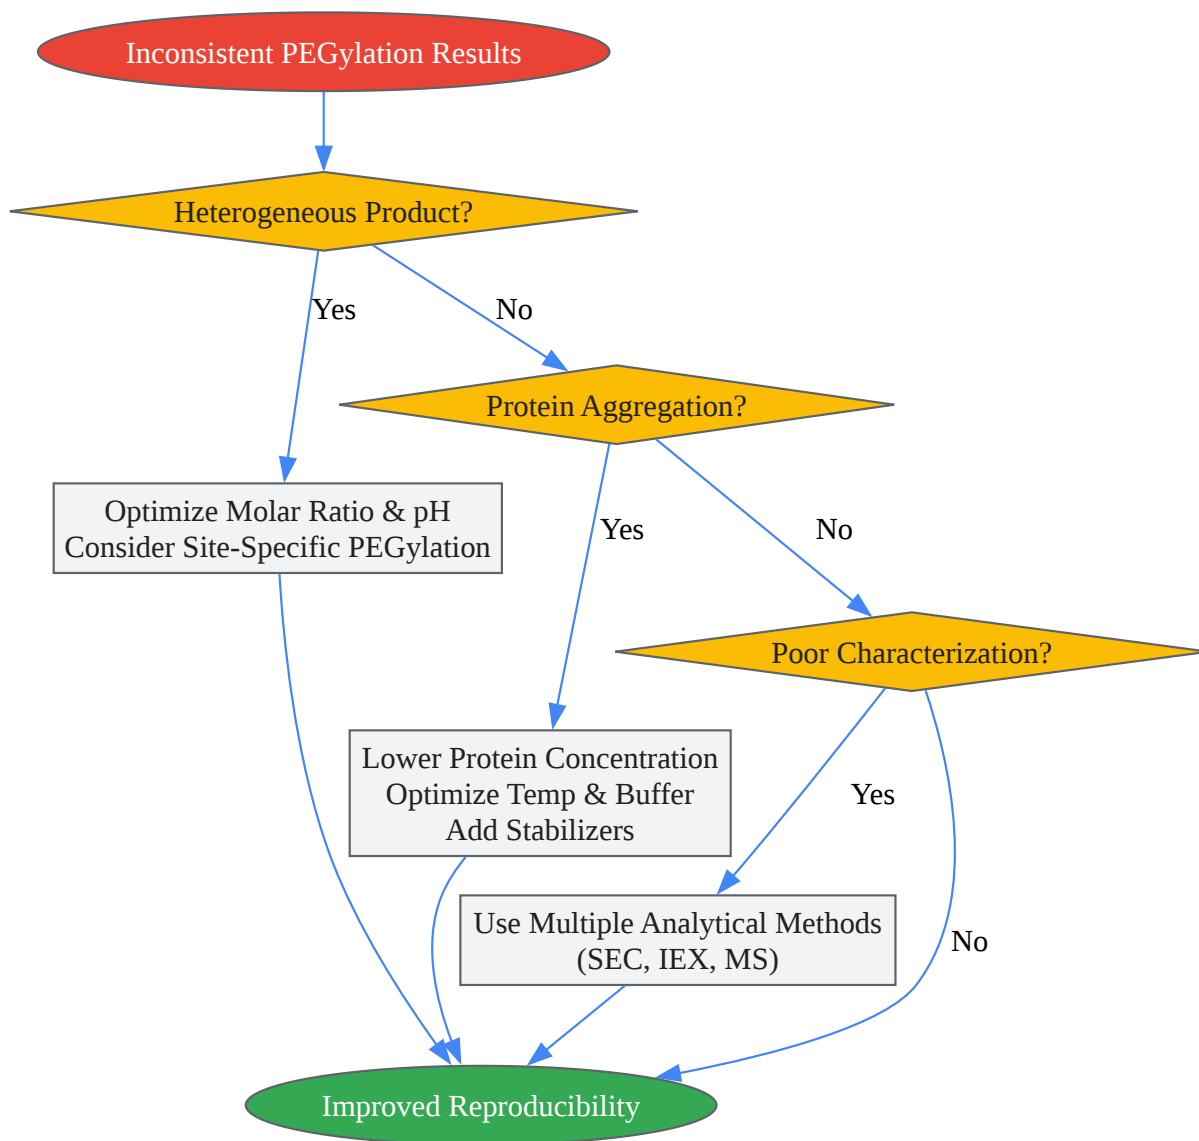 Inconsistent PEGylation Results
Heterogeneous Product?
Yes
No
Protein Aggregation?
Optimize Molar Ratio & pH
Consider Site-Specific PEGylation
Yes
No
Poor Characterization?
Lower Protein Concentration
Optimize Temp & Buffer
Add Stabilizers
Yes
Use Multiple Analytical Methods
(SEC, IEX, MS)
No
Improved Reproducibility